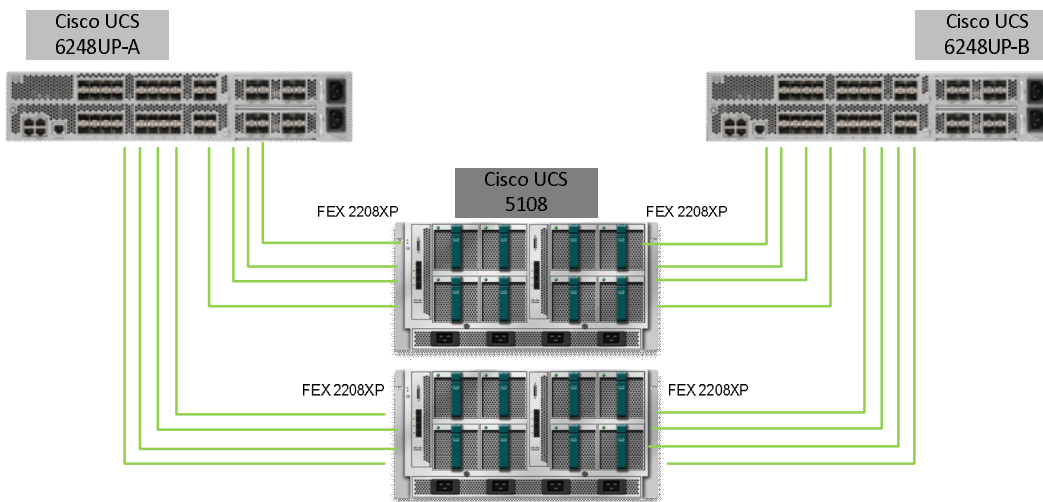 Cisco UCS
6248UP-A
Cisco UCS
6248UP-B
Cisco UCS
5108
FEX 2208XP
FEX 2208XP
FEX 2208XP
FEX 2208XP